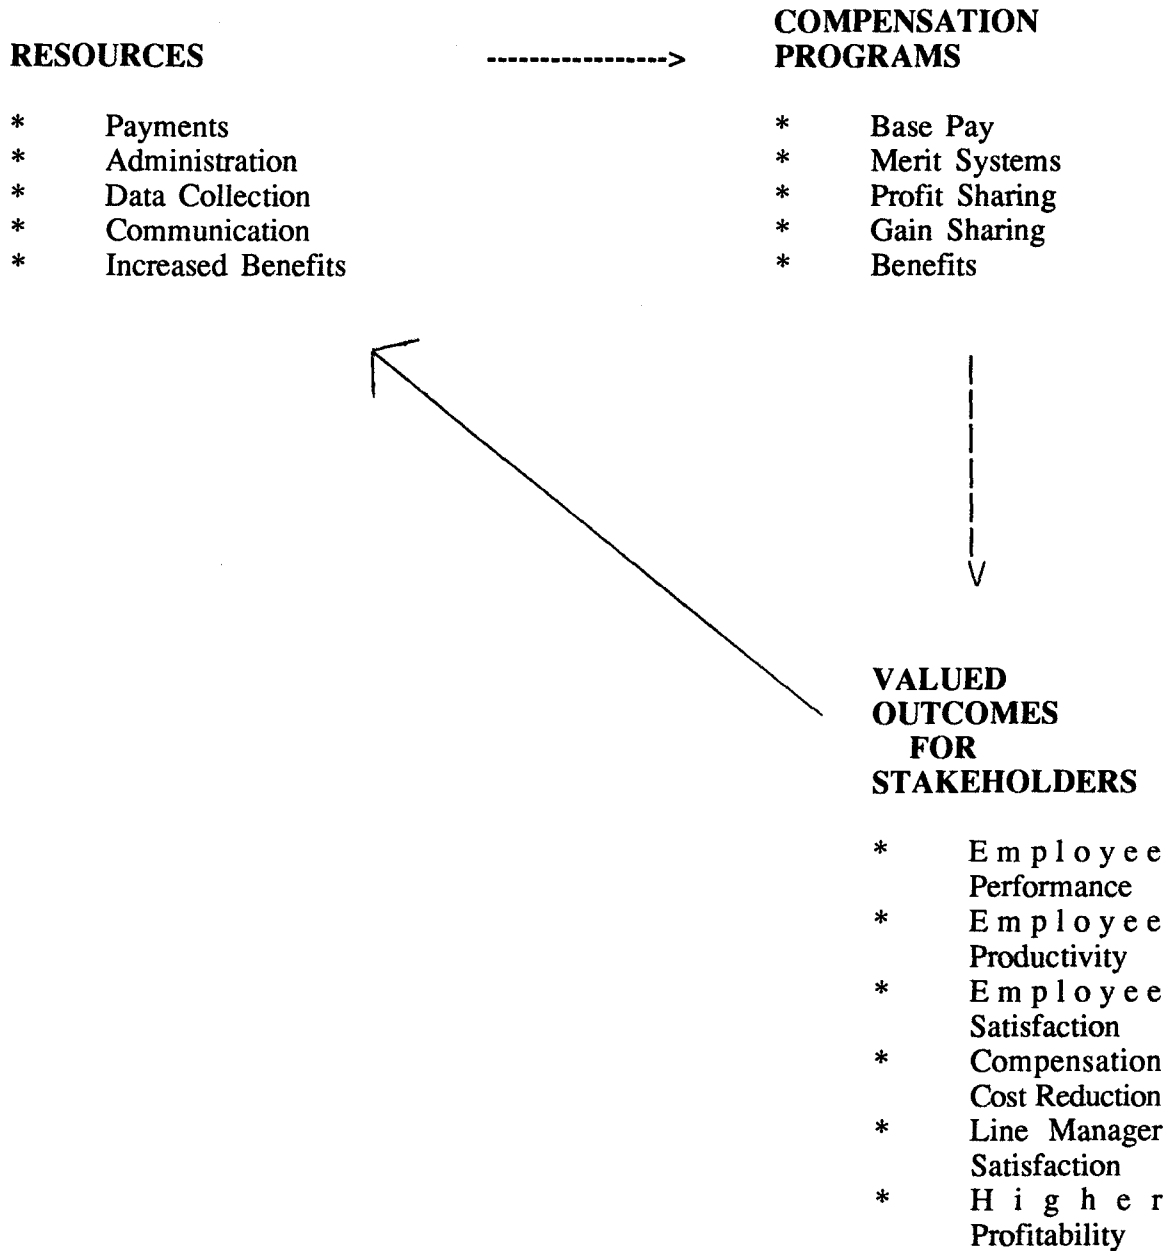 RESOURCES
----------------->
COMPENSATION
PROGRAMS
* Payments
* Administration
* Data Collection
* Communication
* Increased Benefits
* Base Pay
* Merit Systems
* Profit Sharing
* Gain Sharing
* Benefits
VALUED
OUTCOMES
FOR
STAKEHOLDERS
* Employee
Performance
* Employee
Productivity
* Employee
Satisfaction
* Compensation
Cost Reduction
* Line Manager
Satisfaction
* Higher
Profitability